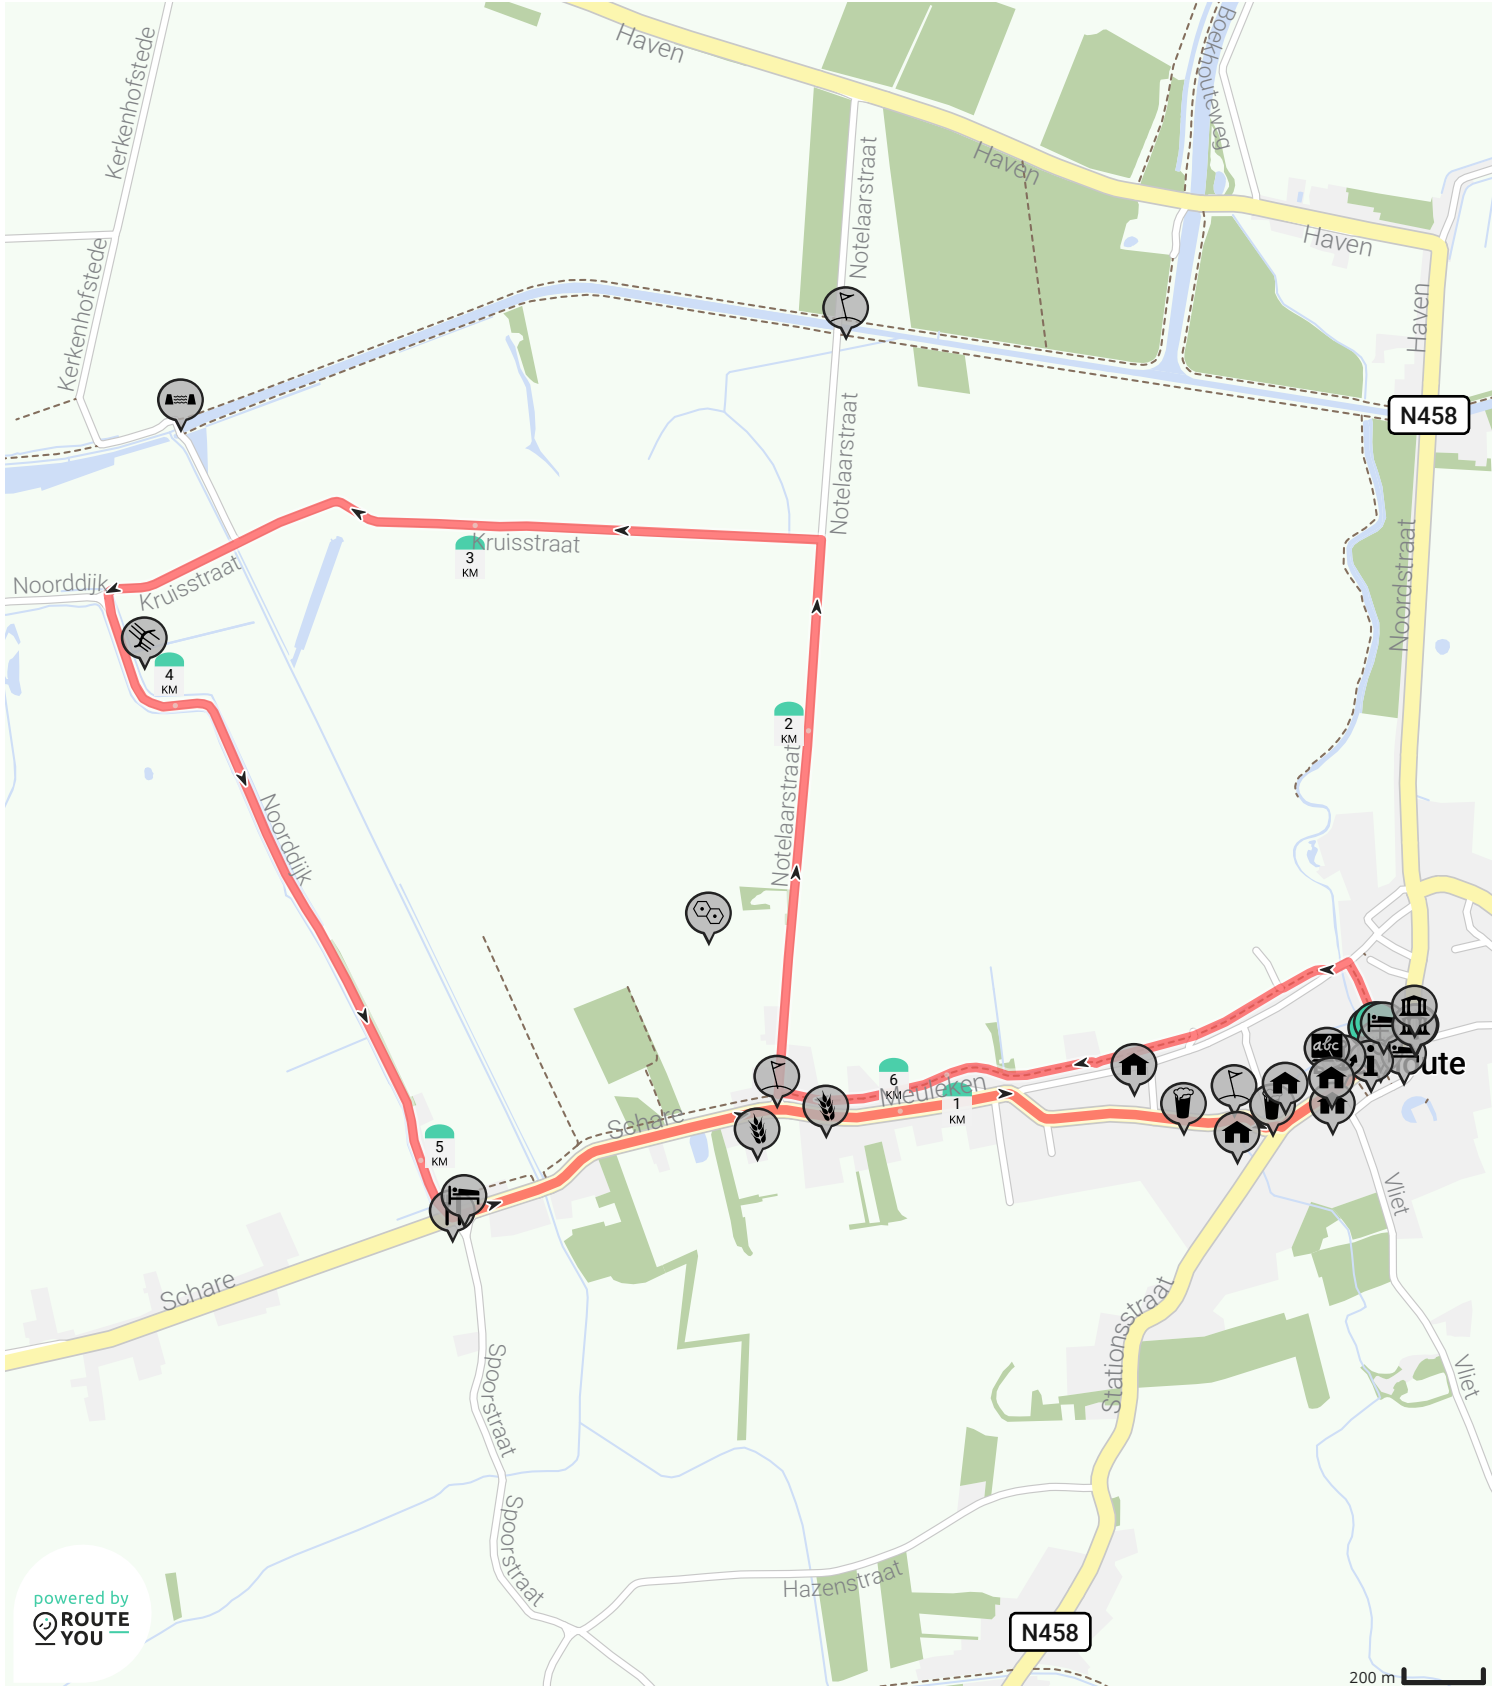 Haven
Boekhouteweg
Kerkenhofstede
Haven
Notelaarstraat
Haven
Kerkenhofstede
Haven
N458
Notelaarstraat
Kruisstraat
3
KM
Noorddijk
Kruisstraat
Noordstraat
4
KM
2
KM
Notelaarstraat
Noorddijk
abc
i
oute
6
KM
Meuleken
1
KM
Schare
5
KM
Vliet
Schare
Stationsstraat
Spoorstraat
Vliet
Spoorstraat
Hazenstraat
powered by
ROUTE
YOU
N458
200 m